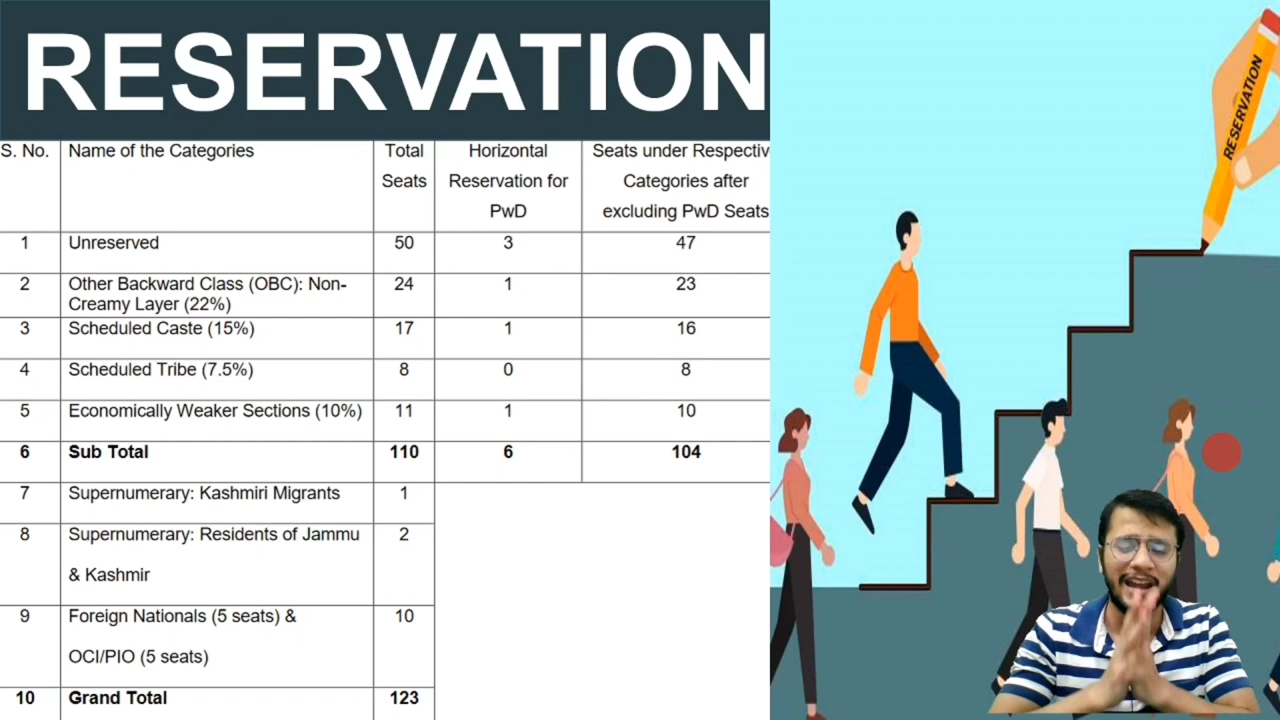 RESERVATION
S. No. Name of the Categories Total Seats Horizontal Reservation for PwD Seats under Respectiv Categories after excluding PwD Seats
1 Unreserved 50 3 47
2 Other Backward Class (OBC): Non-Creamy Layer (22%) 24 1 23
3 Scheduled Caste (15%) 17 1 16
4 Scheduled Tribe (7.5%) 8 0 8
5 Economically Weaker Sections (10%) 11 1 10
6 Sub Total 110 6 104
7 Supernumerary: Kashmiri Migrants 1
8 Supernumerary: Residents of Jammu & Kashmir 2
9 Foreign Nationals (5 seats) & OCI/PIO (5 seats) 10
10 Grand Total 123
RESERVATION